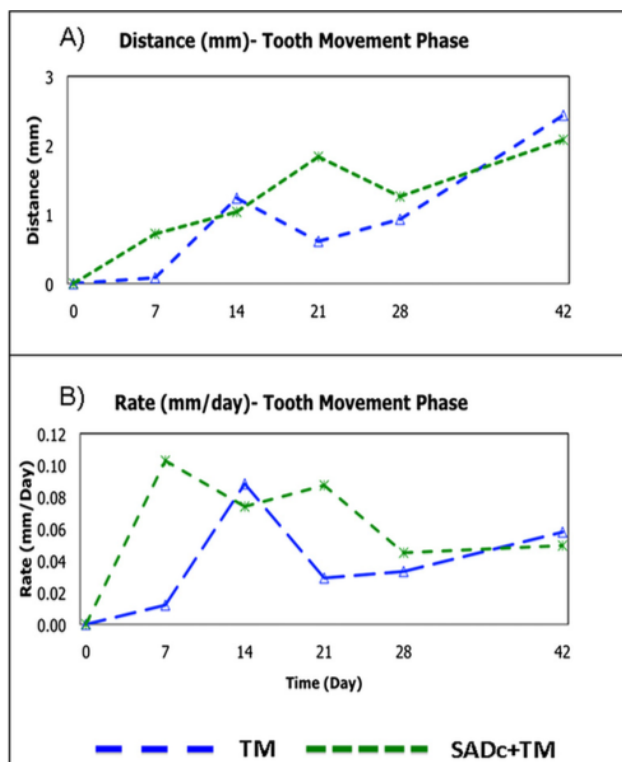 A) Distance (mm)- Tooth Movement Phase
3
2
1
0
Distance (mm)
0 7 14 21 28 42
B) Rate (mm/day)- Tooth Movement Phase
0.12
0.10
0.08
0.06
0.04
0.02
0.00
Rate (mm/Day)
0 7 14 21 28 42
Time (Day)
TM SADc+TM